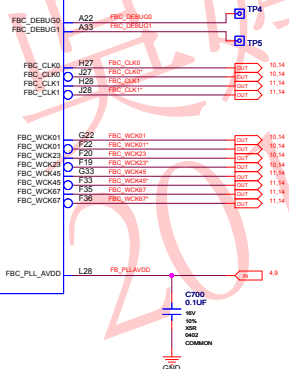 TP4
FBC_DEBUG0 A22 FBC_DEBUG0
FBC_DEBUG1 A33 FBC_DEBUG1
TP5
FBC_CLK0 H27 FBC_CLK0 OUT 10,14
FBC_CLK0 J27 FBC_CLK0* OUT 10,14
FBC_CLK1 H28 FBC_CLK1 OUT 11,14
FBC_CLK1 J28 FBC_CLK1* OUT 11,14
FBC_WCK01 G22 FBC_WCK01 OUT 10,14
FBC_WCK01 F22 FBC_WCK01* OUT 10,14
FBC_WCK23 F20 FBC_WCK23 OUT 10,14
FBC_WCK23 F19 FBC_WCK23* OUT 10,14
FBC_WCK45 G33 FBC_WCK45 OUT 11,14
FBC_WCK45 F33 FBC_WCK45* OUT 11,14
FBC_WCK67 F35 FBC_WCK67 OUT 11,14
FBC_WCK67 F36 FBC_WCK67* OUT 11,14
FB_PLL_AVDD L28 FB_PLLAVDD IN 4,9
C700
0.1UF
16V
10%
X5R
0402
COMMON
GND